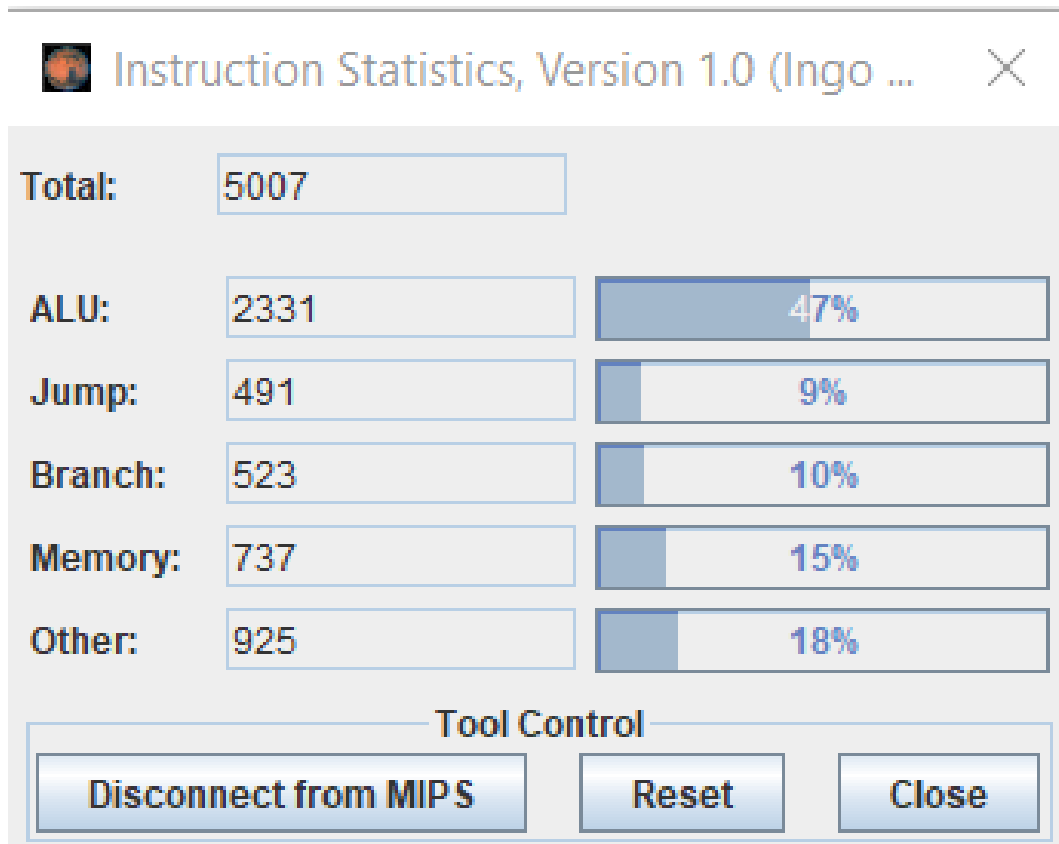 Instruction Statistics, Version 1.0 (Ingo ...
Total: 5007
ALU: 2331 47%
Jump: 491 9%
Branch: 523 10%
Memory: 737 15%
Other: 925 18%
Tool Control
Disconnect from MIPS Reset Close